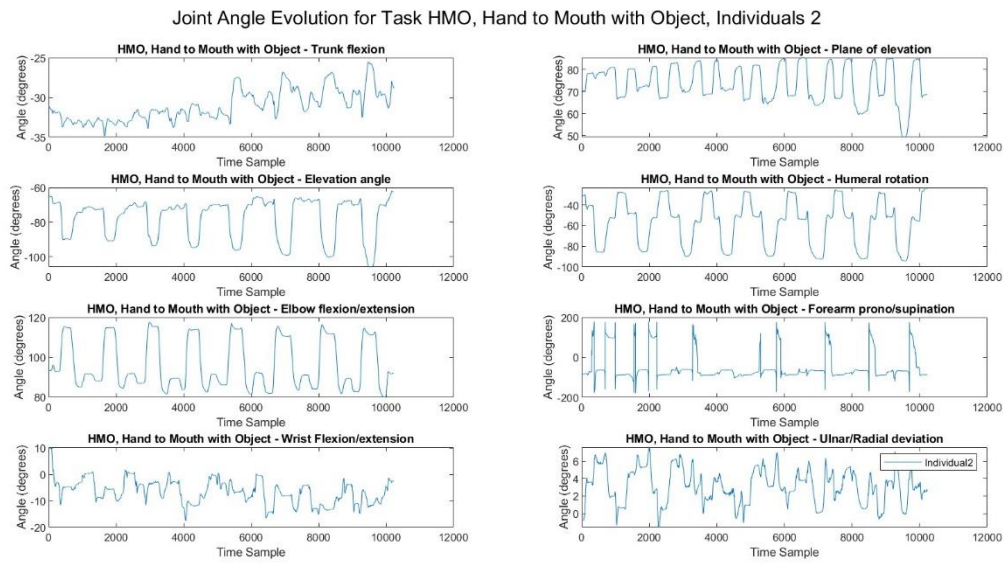 Joint Angle Evolution for Task HMO, Hand to Mouth with Object, Individuals 2
HMO, Hand to Mouth with Object - Trunk flexion
Angle (degrees)
-25
-30
-35
0 2000 4000 6000 8000 10000 12000
Time Sample
HMO, Hand to Mouth with Object - Plane of elevation
Angle (degrees)
80
70
60
50
0 2000 4000 6000 8000 10000 12000
Time Sample
HMO, Hand to Mouth with Object - Elevation angle
Angle (degrees)
-60
-80
-100
0 2000 4000 6000 8000 10000 12000
Time Sample
HMO, Hand to Mouth with Object - Humeral rotation
Angle (degrees)
-40
-60
-80
-100
0 2000 4000 6000 8000 10000 12000
Time Sample
HMO, Hand to Mouth with Object - Elbow flexion/extension
Angle (degrees)
120
100
80
0 2000 4000 6000 8000 10000 12000
Time Sample
HMO, Hand to Mouth with Object - Forearm prono/supination
Angle (degrees)
200
0
-200
0 2000 4000 6000 8000 10000 12000
Time Sample
HMO, Hand to Mouth with Object - Wrist Flexion/extension
Angle (degrees)
10
0
-10
-20
0 2000 4000 6000 8000 10000 12000
Time Sample
HMO, Hand to Mouth with Object - Ulnar/Radial deviation
Angle (degrees)
6
4
2
0
0 2000 4000 6000 8000 10000 12000
Time Sample
Individual2